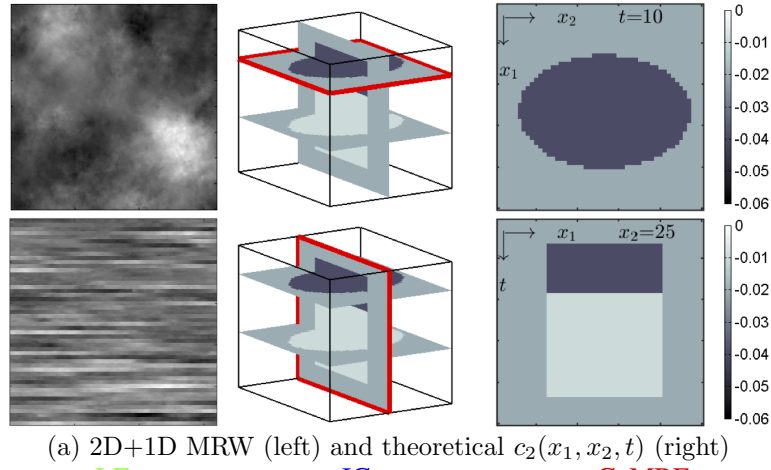 x₂ t=10
x₁
0
-0.01
-0.02
-0.03
-0.04
-0.05
-0.06
x₁ x₂=25
t
0
-0.01
-0.02
-0.03
-0.04
-0.05
-0.06
(a) 2D+1D MRW (left) and theoretical c₂(x₁, x₂, t) (right)